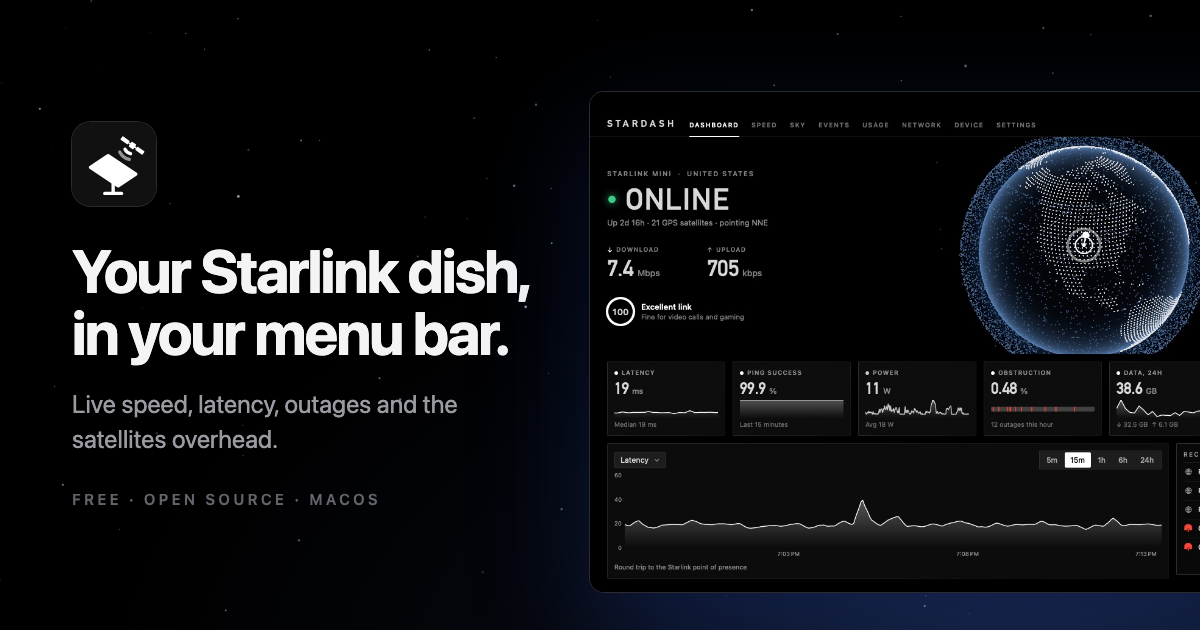 Your Starlink dish,
in your menu bar.
Live speed, latency, outages and the
satellites overhead.
FREE · OPEN SOURCE · MACOS
STARDASH DASHBOARD SPEED SKY EVENTS USAGE NETWORK DEVICE SETTINGS
STARLINK MINI · UNITED STATES
ONLINE
Up 2d 16h · 21 GPS satellites · pointing NNE
↓ DOWNLOAD ↑ UPLOAD
7.4 Mbps 705 kbps
100
Excellent link
Fine for video calls and gaming
LATENCY
19 ms
Median 19 ms
PING SUCCESS
99.9 %
Last 15 minutes
POWER
11 W
Avg 18 W
OBSTRUCTION
0.48 %
12 outages this hour
DATA, 24H
38.6 GB
↓ 32.5 GB ↑ 6.1 GB
Latency
5m 15m 1h 6h 24h
60
40
20
0
7:03 PM 7:08 PM 7:13 PM
Round trip to the Starlink point of presence
REC